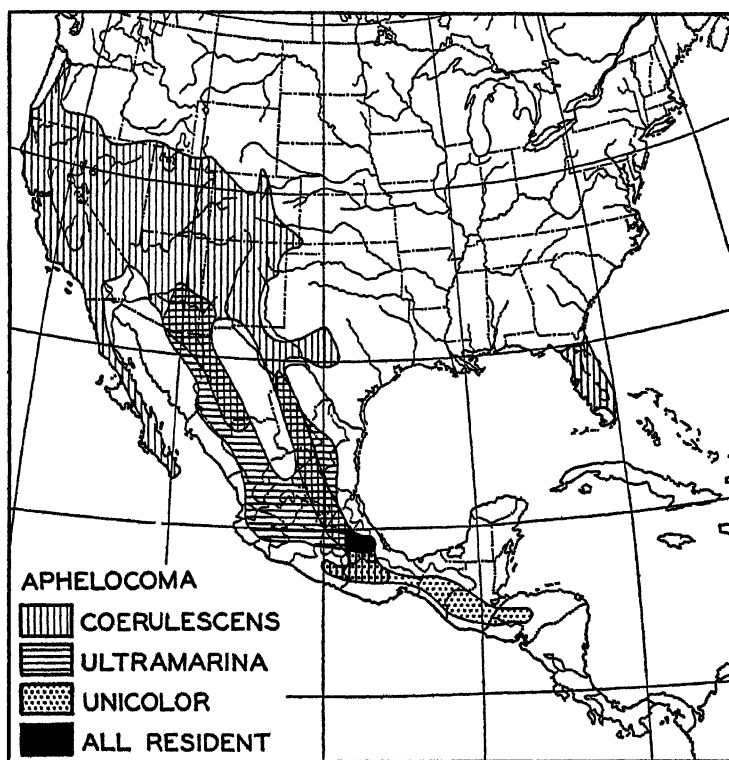 APHELOCOMA
COERULESCENS
ULTRAMARINA
UNICOLOR
ALL RESIDENT